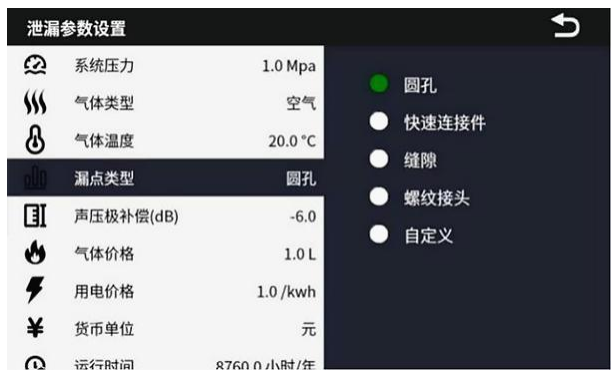 泄漏参数设置
系统压力 1.0 Mpa
气体类型 空气
气体温度 20.0 °C
漏点类型 圆孔
声压极补偿(dB) -6.0
气体价格 1.0 L
用电价格 1.0 /kwh
货币单位 元
运行时间 8760.0 小时/年
圆孔
快速连接件
缝隙
螺纹接头
自定义